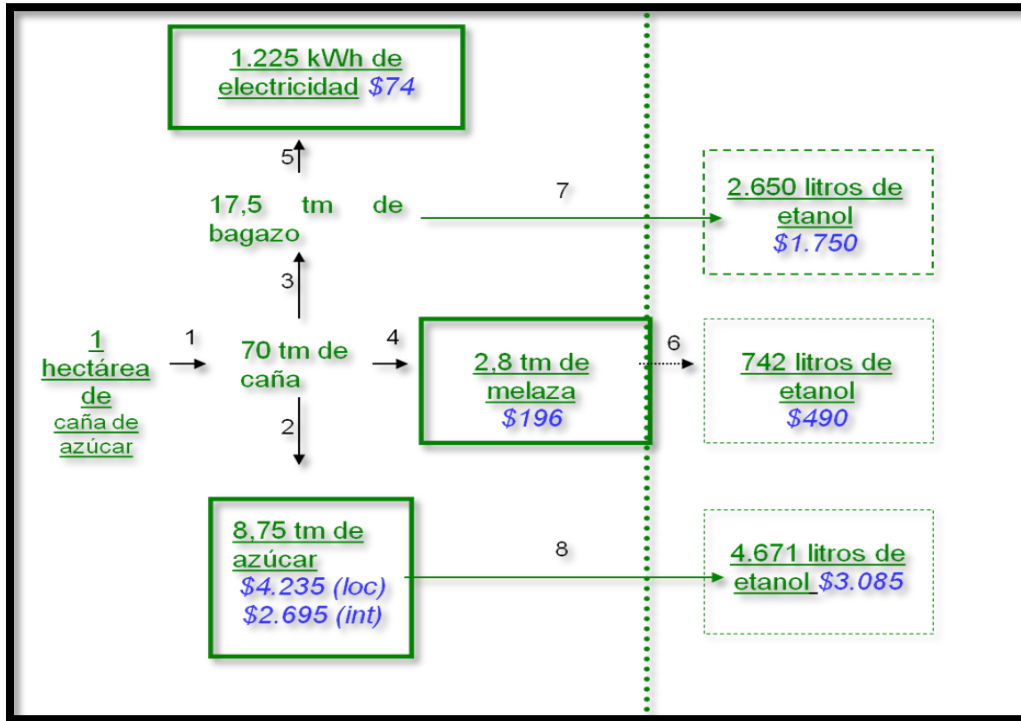 1.225 kWh de
electricidad $74
5
17,5 tm de
bagazo
7
2.650 litros de
etanol
$1.750
3
1
hectárea
de
caña de
azúcar
1
70 tm de
caña
4
2,8 tm de
melaza
$196
6
742 litros de
etanol
$490
2
8,75 tm de
azúcar
$4.235 (loc)
$2.695 (int)
8
4.671 litros de
etanol $3.085